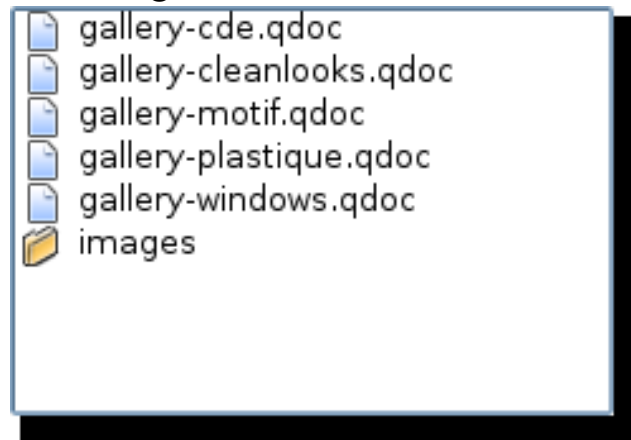 gallery-cde.qdoc
gallery-cleanlooks.qdoc
gallery-motif.qdoc
gallery-plastique.qdoc
gallery-windows.qdoc
images